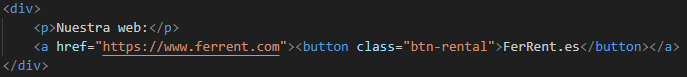 <div>
    <p>Nuestra web:</p>
    <a href="https://www.ferrent.com"><button class="btn-rental">FerRent.es</button></a>
</div>